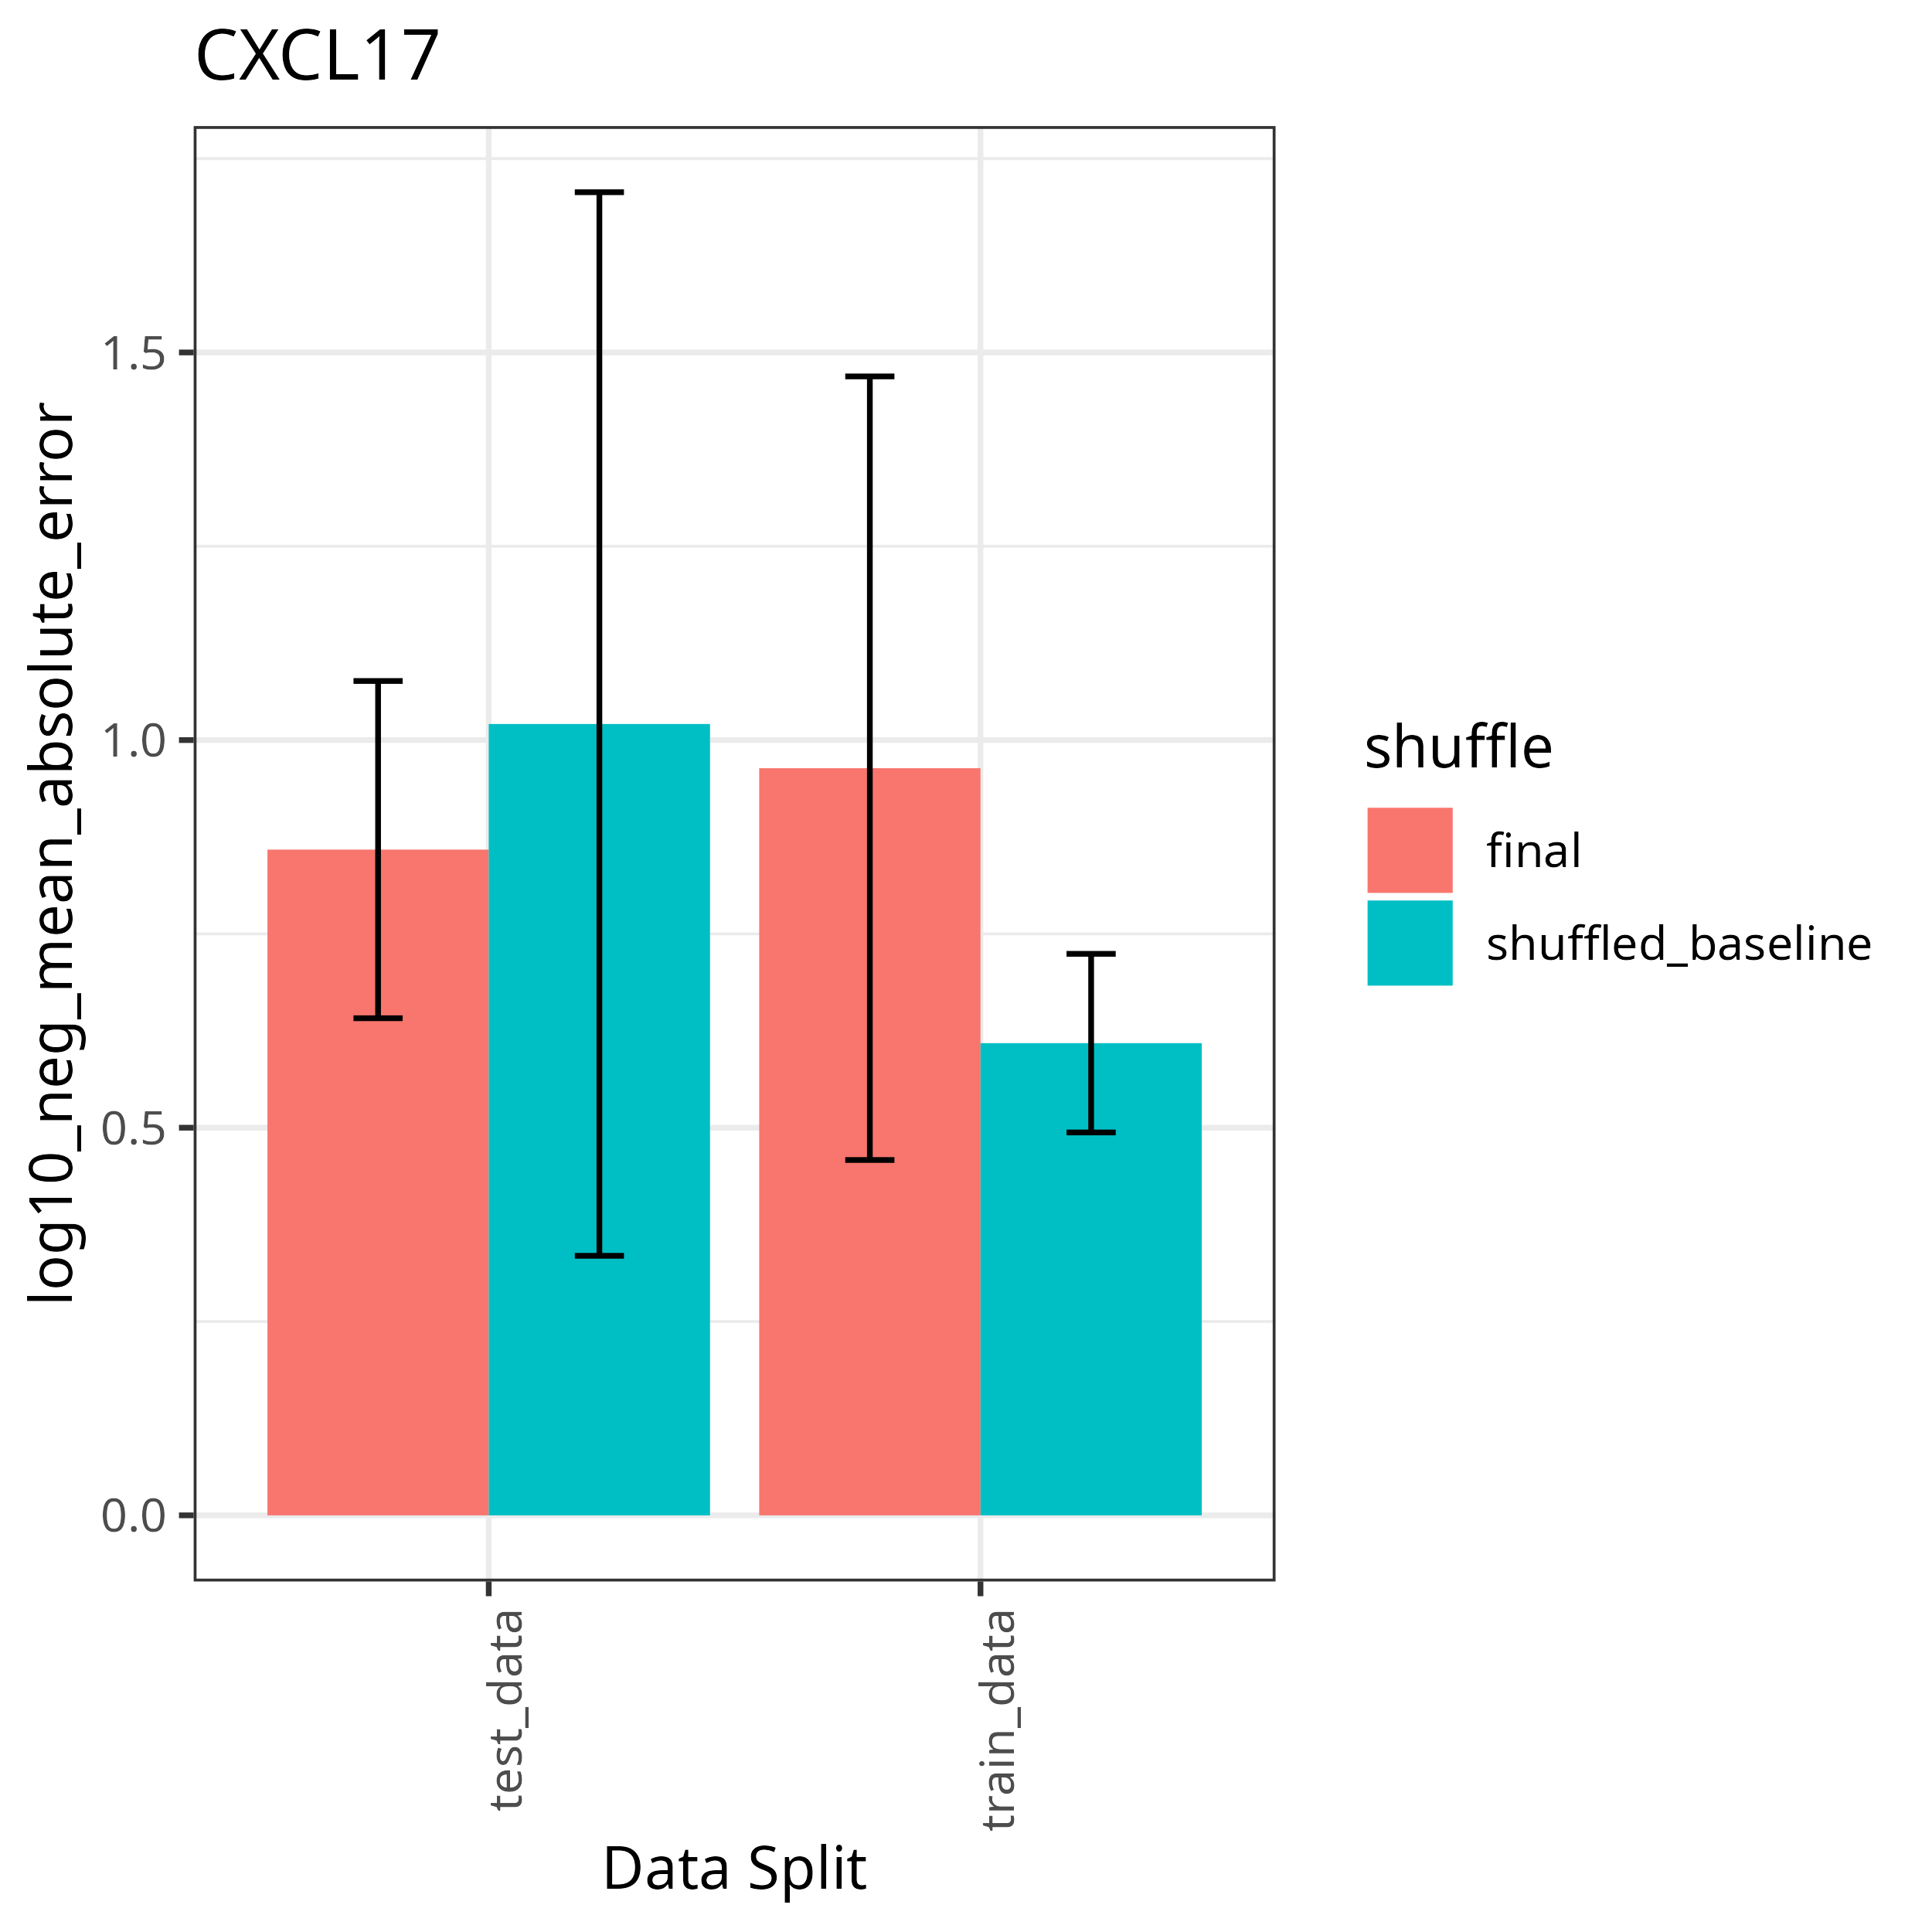 CXCL17
log10_neg_mean_absolute_error
1.5
1.0
0.5
0.0
test_data
train_data
Data Split
shuffle
final
shuffled_baseline